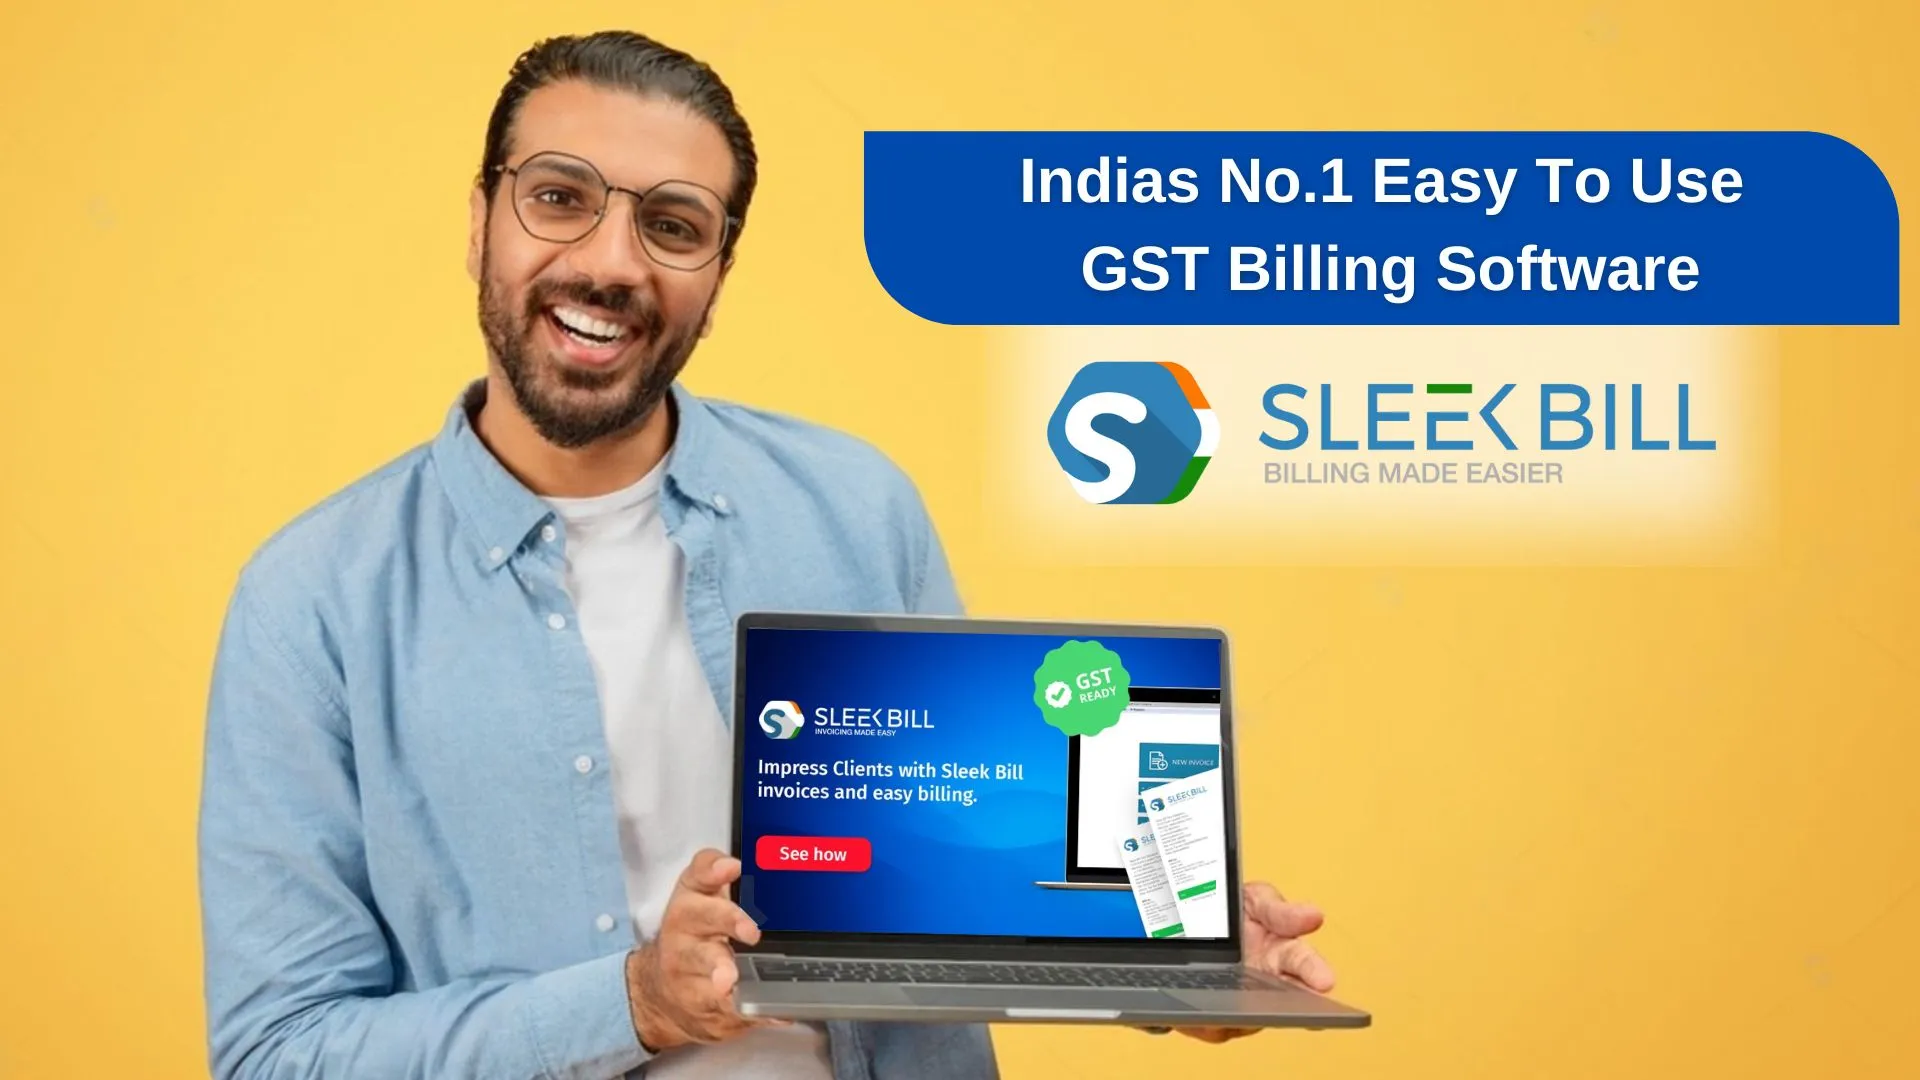 Indias No.1 Easy To Use
GST Billing Software
SLEEK BILL
BILLING MADE EASIER
GST
READY
SLEEK BILL
INVOICING MADE EASY
Impress Clients with Sleek Bill
invoices and easy billing.
See how
NEW INVOICE
SLEEK BILL